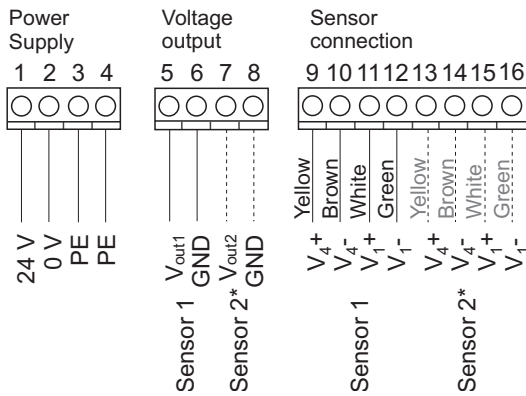 Power
Supply
1 2 3 4
24 V
0 V
PE
PE
Voltage
output
5 6 7 8
Vout1
GND
Vout2
GND
Sensor 1
Sensor 2*
Sensor
connection
9 10 11 12 13 14 15 16
Yellow
Brown
White
Green
Yellow
Brown
White
Green
V4+
V4-
V1+
V1-
V4+
V4-
V1+
V1-
Sensor 1
Sensor 2*